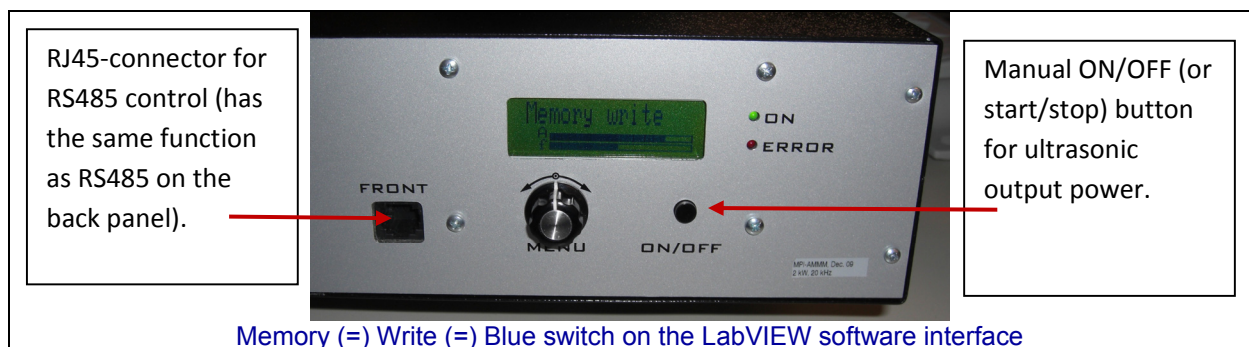 RJ45-connector for
RS485 control (has
the same function
as RS485 on the
back panel).
Memory write
A
f
ON
ERROR
FRONT
MENU
ON/OFF
MPI-AMMM, Dec. 09
2 kW, 20 kHz
Manual ON/OFF (or
start/stop) button
for ultrasonic
output power.
Memory (=) Write (=) Blue switch on the LabVIEW software interface